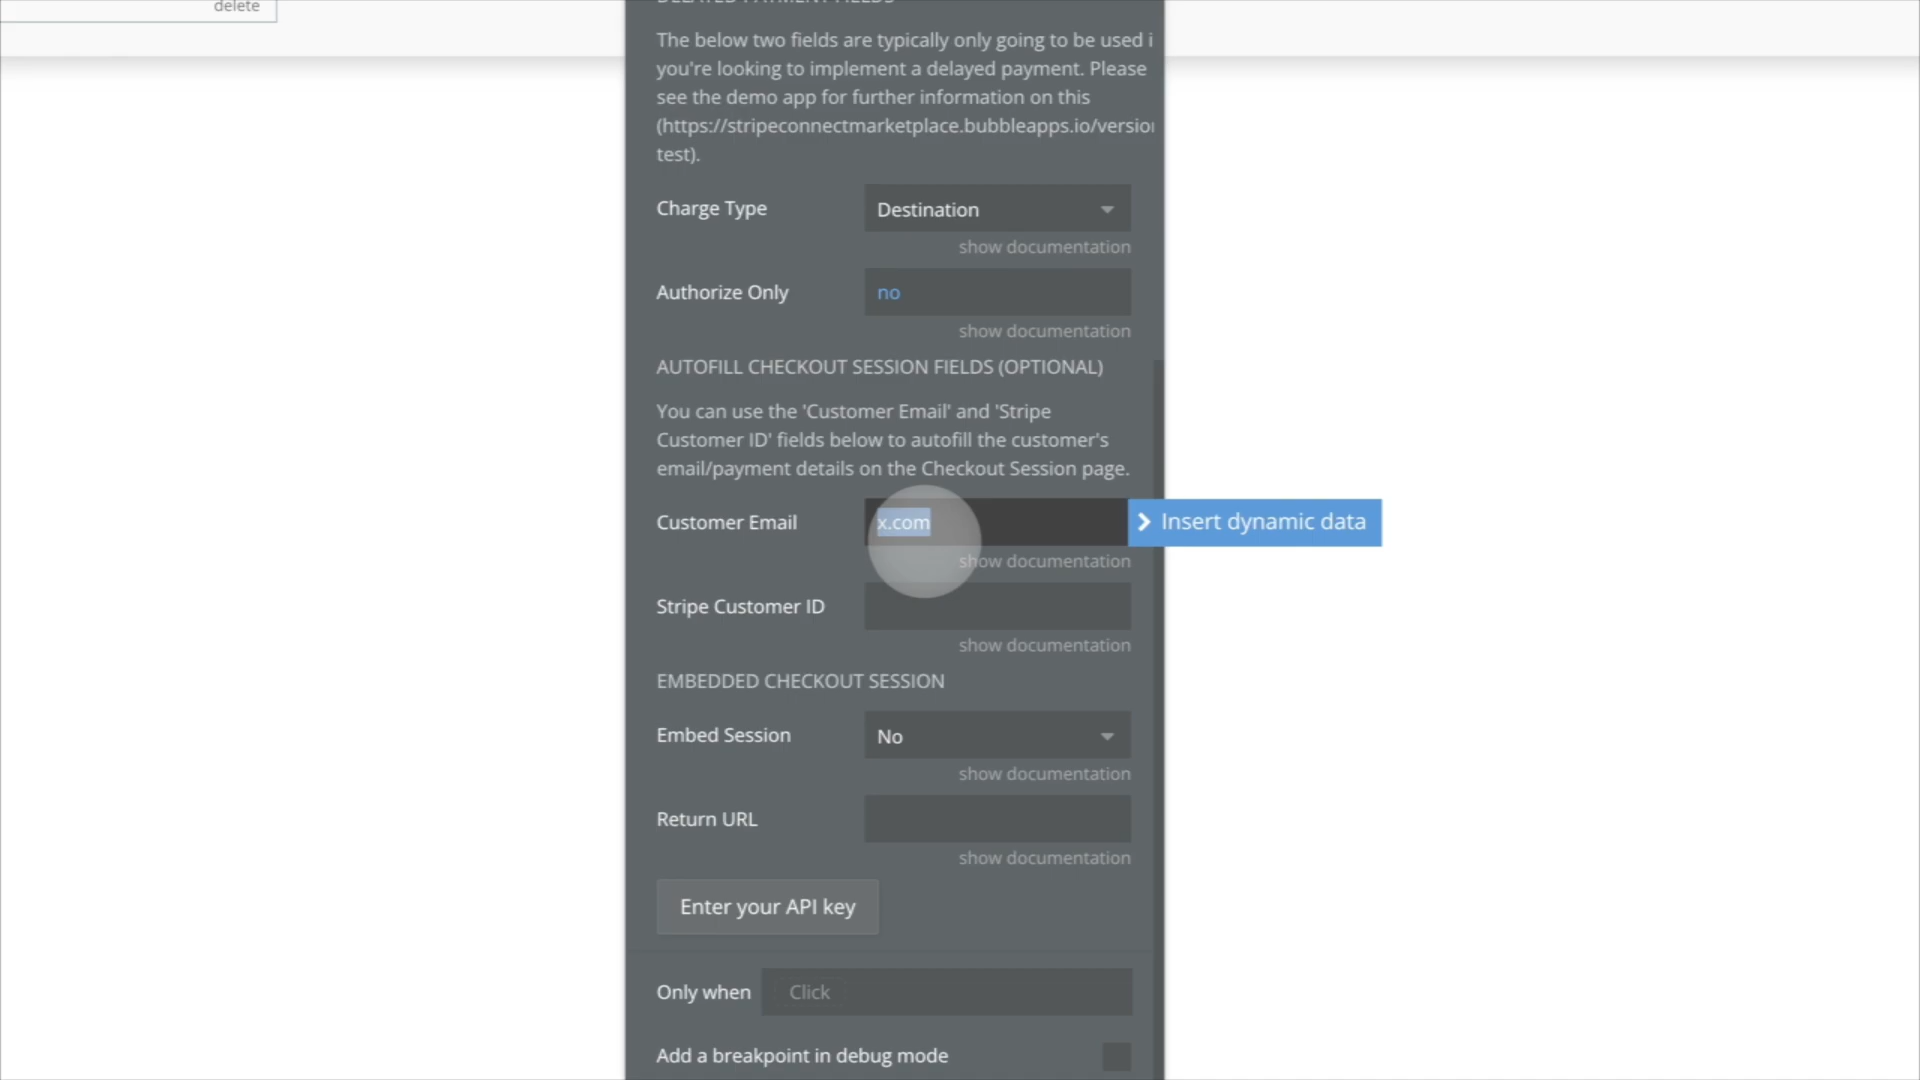 delete
DELAYED PAYMENT FIELDS
The below two fields are typically only going to be used i
you're looking to implement a delayed payment. Please
see the demo app for further information on this
(https://stripeconnectmarketplace.bubbleapps.io/version
test).
Charge Type
Destination
show documentation
Authorize Only
no
show documentation
AUTOFILL CHECKOUT SESSION FIELDS (OPTIONAL)
You can use the 'Customer Email' and 'Stripe
Customer ID' fields below to autofill the customer's
email/payment details on the Checkout Session page.
Customer Email
x.com
Insert dynamic data
show documentation
Stripe Customer ID
show documentation
EMBEDDED CHECKOUT SESSION
Embed Session
No
show documentation
Return URL
show documentation
Enter your API key
Only when
Click
Add a breakpoint in debug mode